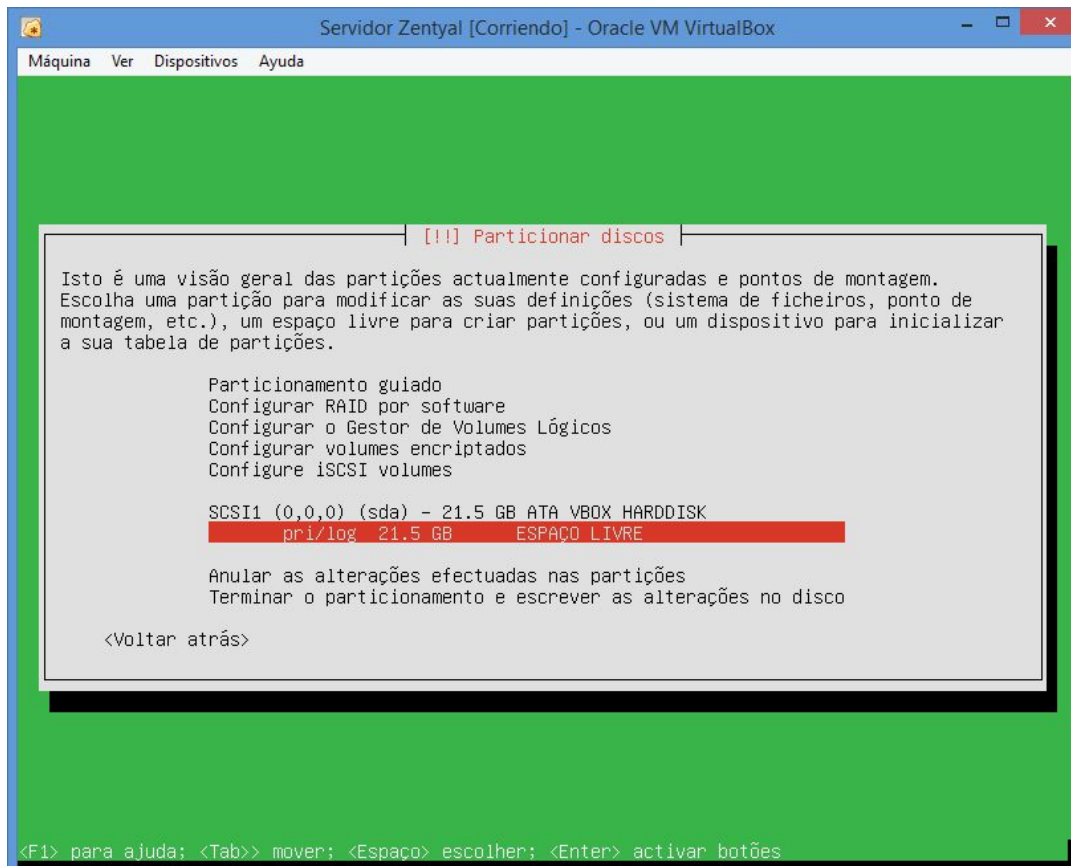 Servidor Zentyal [Corriendo] - Oracle VM VirtualBox
Máquina Ver Dispositivos Ayuda
[!!] Particionar discos
Isto é uma visão geral das partições actualmente configuradas e pontos de montagem.
Escolha uma partição para modificar as suas definições (sistema de ficheiros, ponto de
montagem, etc.), um espaço livre para criar partições, ou um dispositivo para inicializar
a sua tabela de partições.
Particionamento guiado
Configurar RAID por software
Configurar o Gestor de Volumes Lógicos
Configurar volumes encriptados
Configure iSCSI volumes
SCSI1 (0,0,0) (sda) - 21.5 GB ATA VBOX HARDDISK
pri/log 21.5 GB ESPAÇO LIVRE
Anular as alterações efectuadas nas partições
Terminar o particionamento e escrever as alterações no disco
<Voltar atrás>
<F1> para ajuda; <Tab>> mover; <Espaço> escolher; <Enter> activar botões